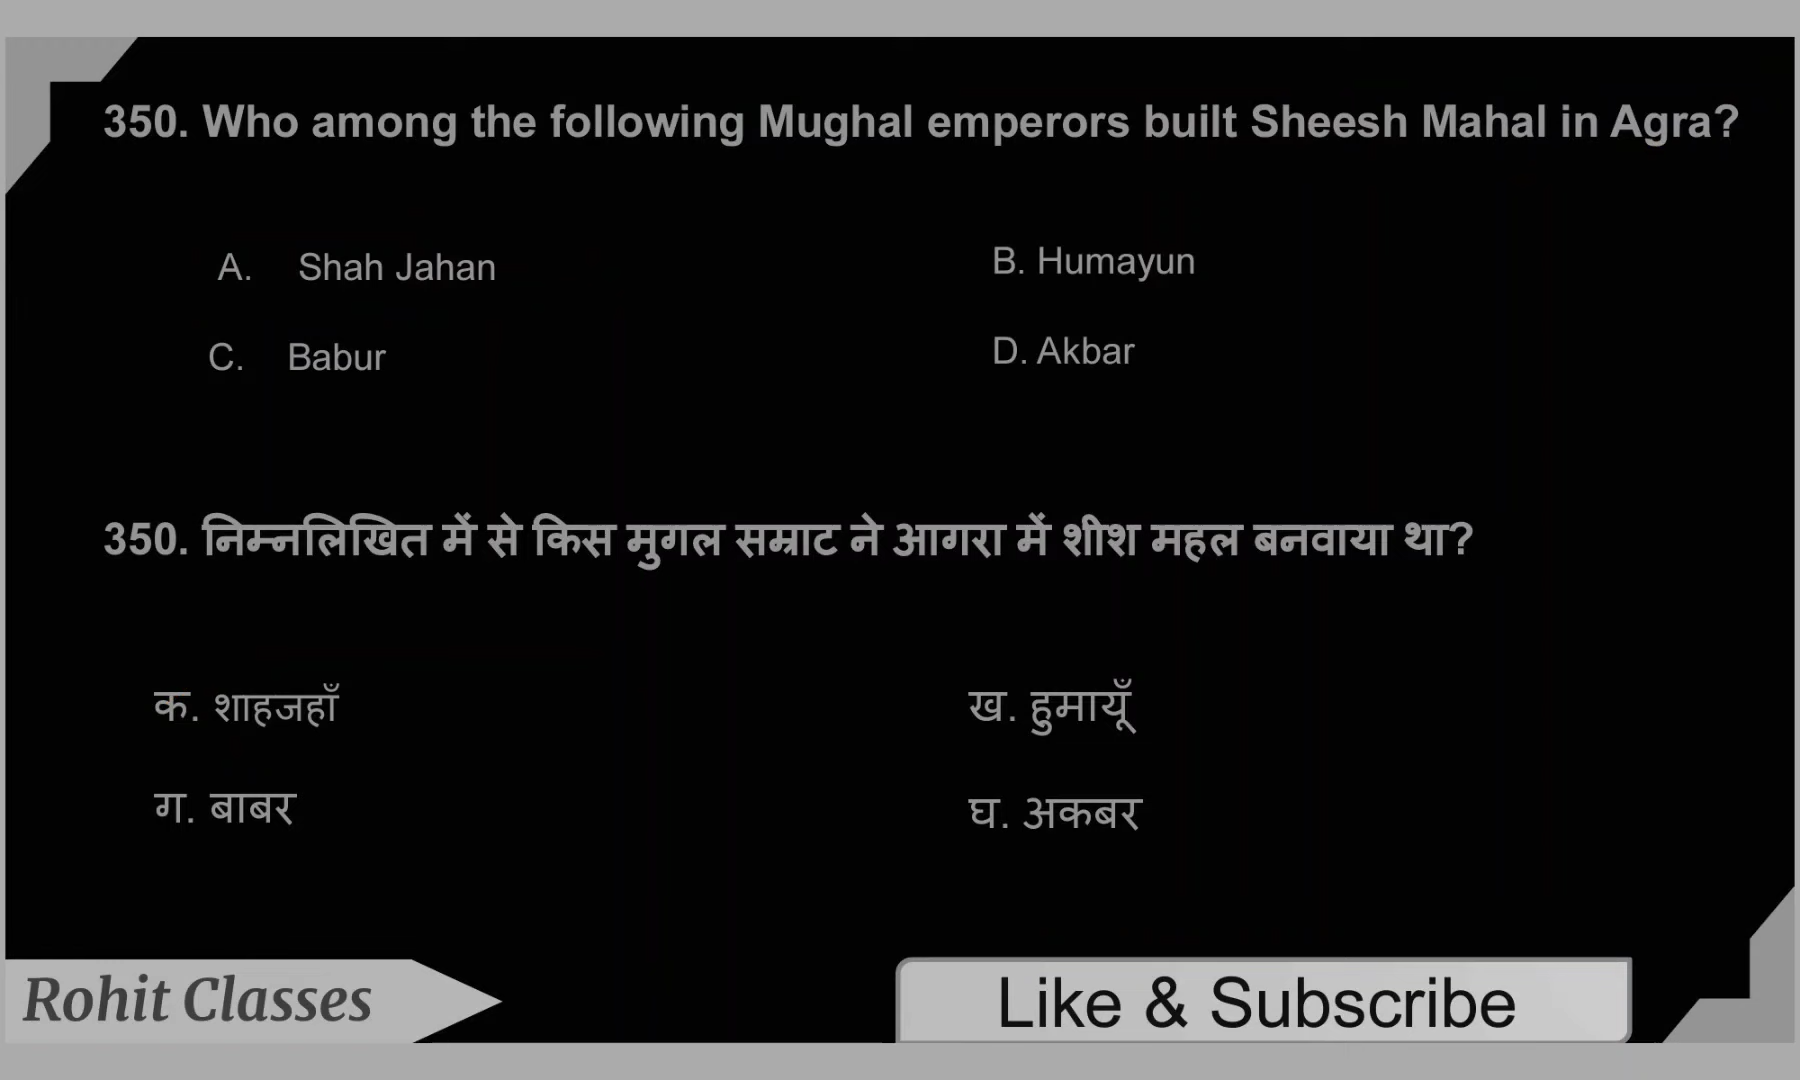 350. Who among the following Mughal emperors built Sheesh Mahal in Agra?
A. Shah Jahan
B. Humayun
C. Babur
D. Akbar
350. निम्नलिखित में से किस मुगल सम्राट ने आगरा में शीश महल बनवाया था?
क. शाहजहाँ
ख. हुमायूँ
ग. बाबर
घ. अकबर
Rohit Classes
Like & Subscribe